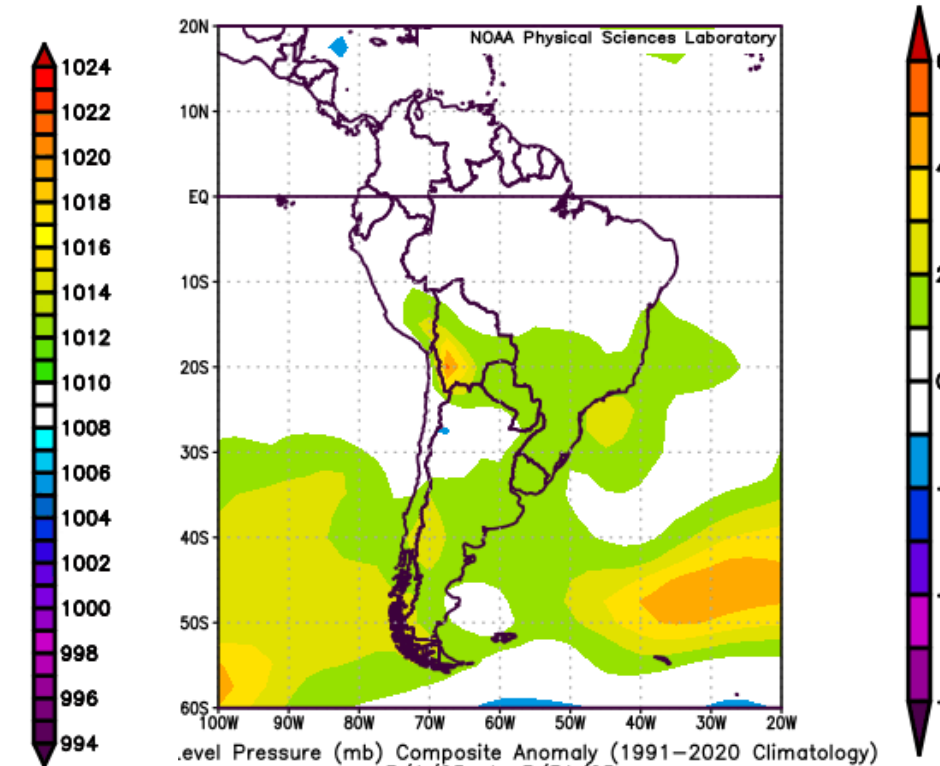 NOAA Physical Sciences Laboratory
1024
1022
1020
1018
1016
1014
1012
1010
1008
1006
1004
1002
1000
998
996
994
20N
10N
EQ
10S
20S
30S
40S
50S
60S
100W 90W 80W 70W 60W 50W 40W 30W 20W
evel Pressure (mb) Composite Anomaly (1991-2020 Climatology)